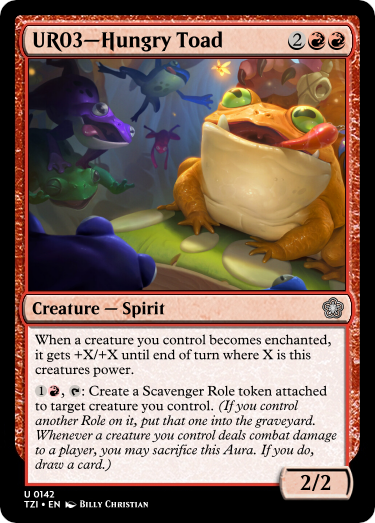 UR03—Hungry Toad 2
Creature — Spirit
When a creature you control becomes enchanted,
it gets +X/+X until end of turn where X is this
creatures power.
1, : Create a Scavenger Role token attached
to target creature you control. (If you control
another Role on it, put that one into the graveyard.
Whenever a creature you control deals combat damage
to a player, you may sacrifice this Aura. If you do,
draw a card.)
2/2
U 0142
TZI • EN Billy Christian